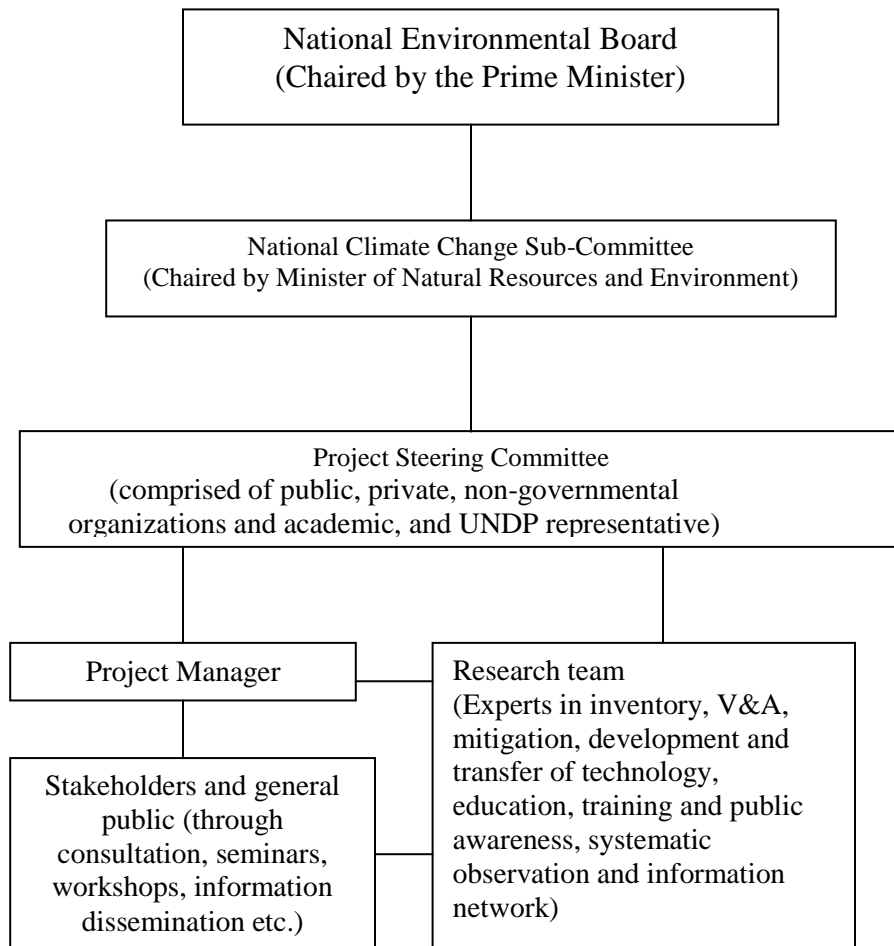 National Environmental Board
(Chaired by the Prime Minister)
National Climate Change Sub-Committee
(Chaired by Minister of Natural Resources and Environment)
Project Steering Committee
(comprised of public, private, non-governmental
organizations and academic, and UNDP representative)
Project Manager
Research team
(Experts in inventory, V&A,
mitigation, development and
transfer of technology,
education, training and public
awareness, systematic
observation and information
network)
Stakeholders and general
public (through
consultation, seminars,
workshops, information
dissemination etc.)